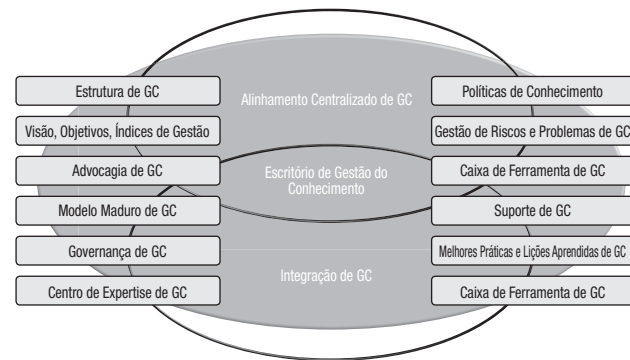 Estrutura de GC
Visão, Objetivos, Índices de Gestão
Advocagia de GC
Modelo Maduro de GC
Governança de GC
Centro de Expertise de GC
Alinhamento Centralizado de GC
Escritório de Gestão do
Conhecimento
Integração de GC
Políticas de Conhecimento
Gestão de Riscos e Problemas de GC
Caixa de Ferramenta de GC
Suporte de GC
Melhores Práticas e Lições Aprendidas de GC
Caixa de Ferramenta de GC